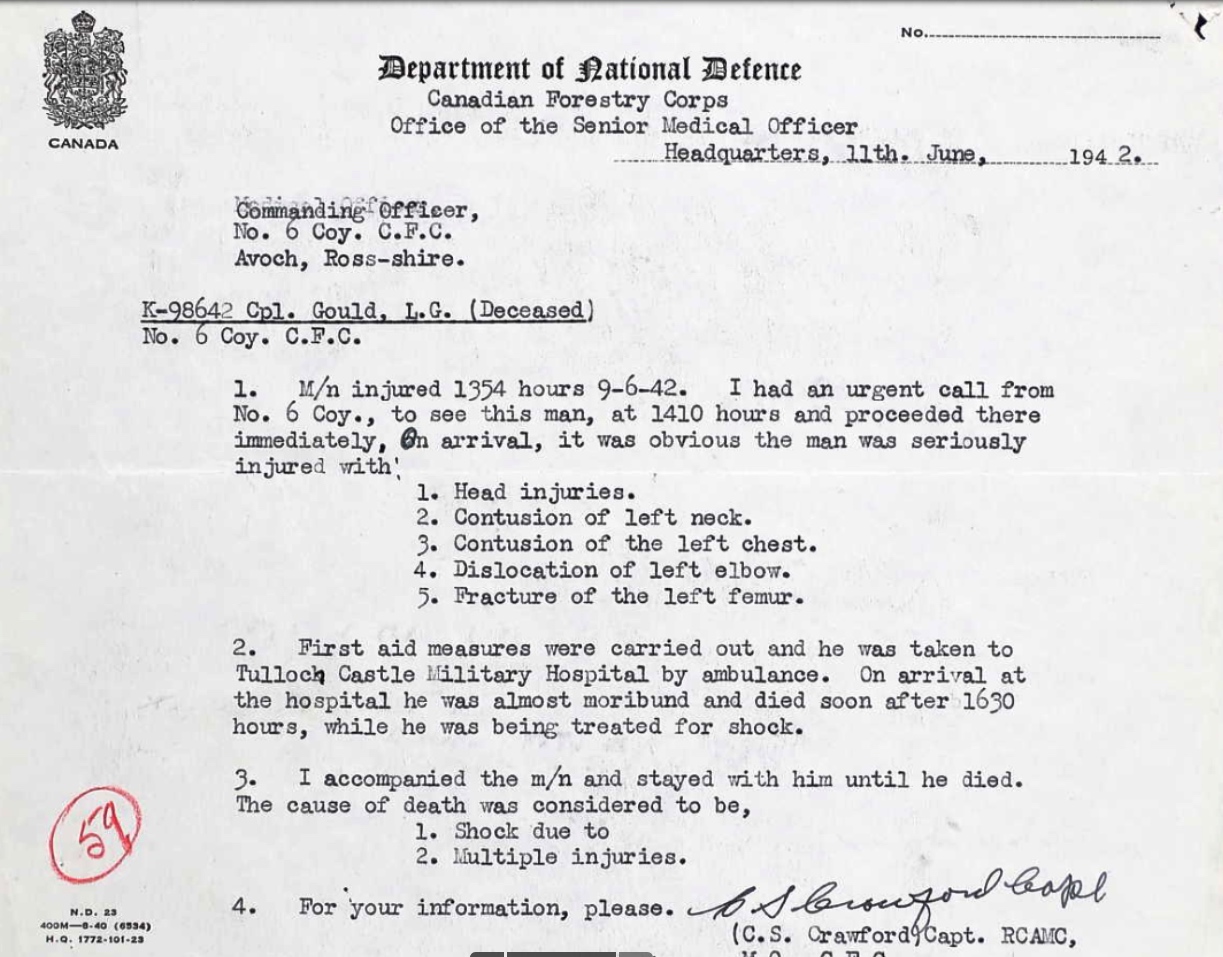 No.
Department of National Defence
Canadian Forestry Corps
Office of the Senior Medical Officer
CANADA
Headquarters, 11th. June, 1942.
Commanding Officer,
No. 6 Coy. C.F.C.
Avoch, Ross-shire.
K-98642 Cpl. Gould, L.G. (Deceased)
No. 6 Coy. C.F.C.
1. M/n injured 1354 hours 9-6-42. I had an urgent call from
No. 6 Coy., to see this man, at 1410 hours and proceeded there
immediately, On arrival, it was obvious the man was seriously
injured with
1. Head injuries.
2. Contusion of left neck.
3. Contusion of the left chest.
4. Dislocation of left elbow.
5. Fracture of the left femur.
2. First aid measures were carried out and he was taken to
Tulloch Castle Military Hospital by ambulance. On arrival at
the hospital he was almost moribund and died soon after 1630
hours, while he was being treated for shock.
3. I accompanied the m/n and stayed with him until he died.
The cause of death was considered to be,
1. Shock due to
2. Multiple injuries.
59
4. For your information, please. C S Crawford Capt
(C.S. Crawford) Capt. RCAMC,
N.D. 23
400M—8-40 (6534)
H.Q. 1772-101-23